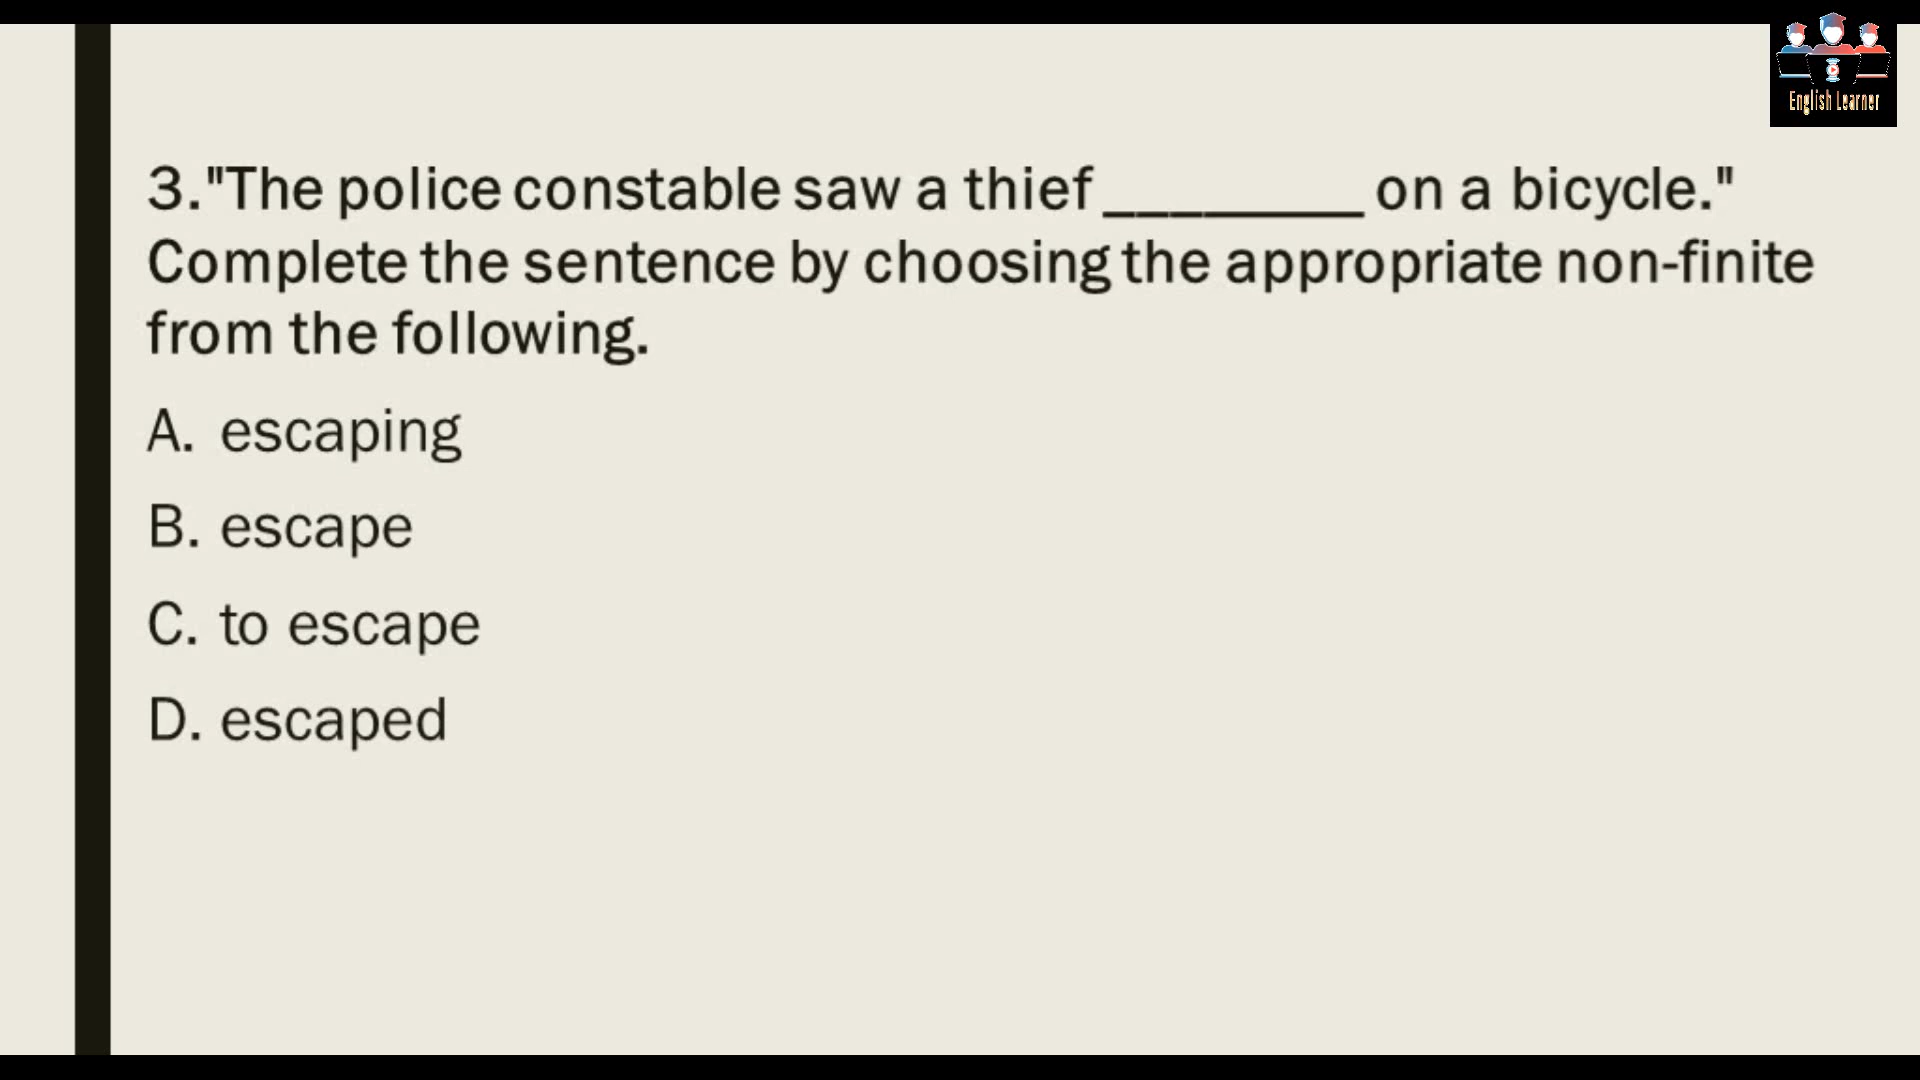 English Learner
3."The police constable saw a thief ________ on a bicycle."
Complete the sentence by choosing the appropriate non-finite
from the following.
A. escaping
B. escape
C. to escape
D. escaped